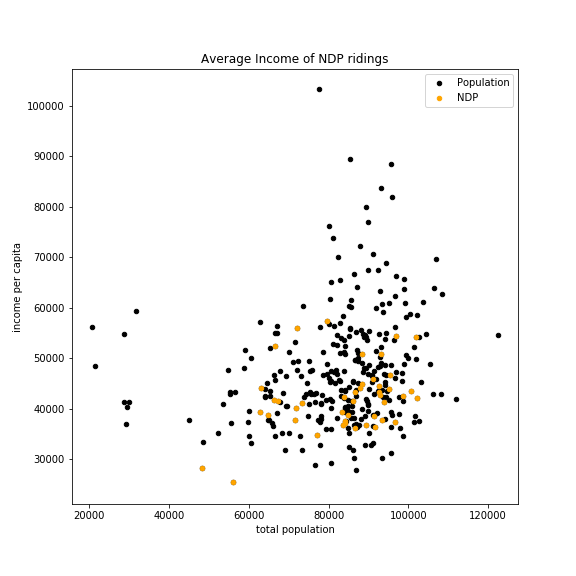 Average Income of NDP ridings
Population
NDP
100000
90000
80000
70000
60000
50000
40000
30000
income per capita
20000 40000 60000 80000 100000 120000
total population